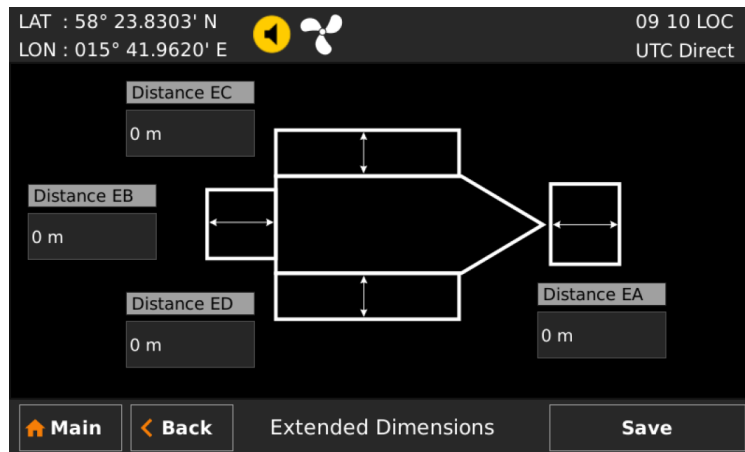 LAT : 58° 23.8303' N
LON : 015° 41.9620' E
09 10 LOC
UTC Direct
Distance EC
0 m
Distance EB
0 m
Distance ED
0 m
Distance EA
0 m
Main
Back
Extended Dimensions
Save